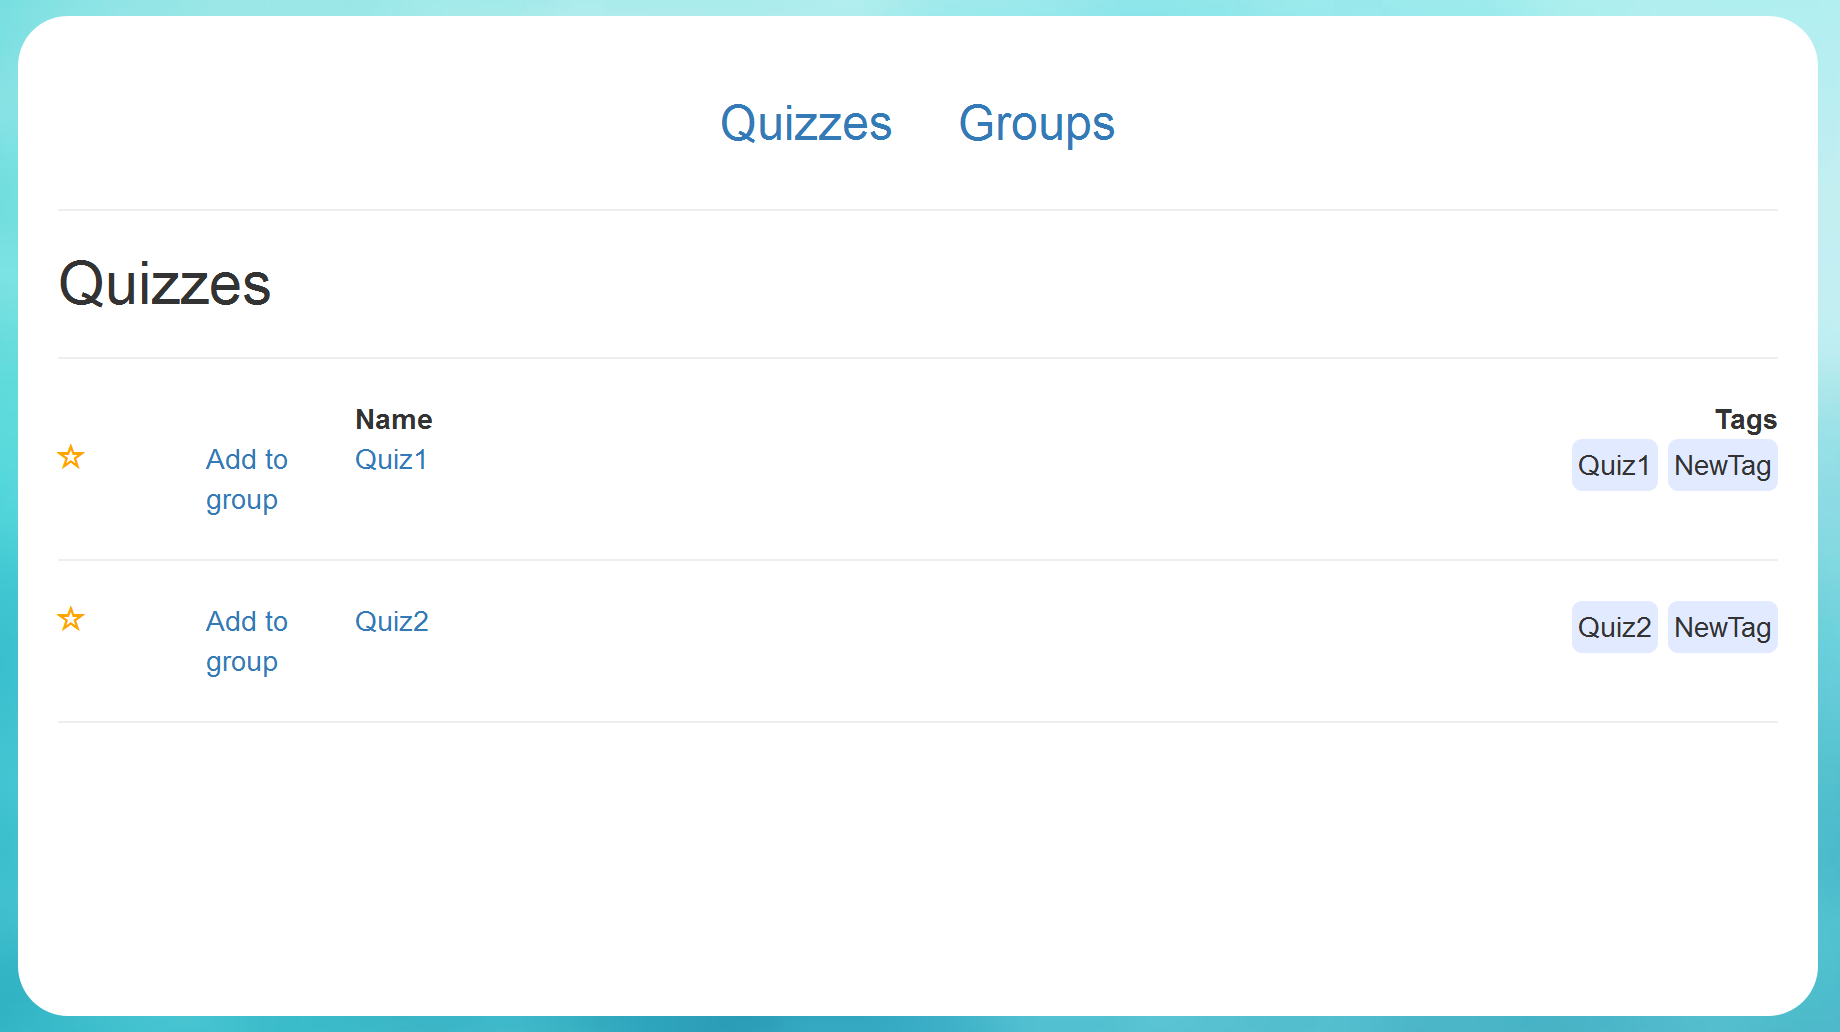 Quizzes Groups
Quizzes
Name Tags
Add to group Quiz1 Quiz1 NewTag
Add to group Quiz2 Quiz2 NewTag